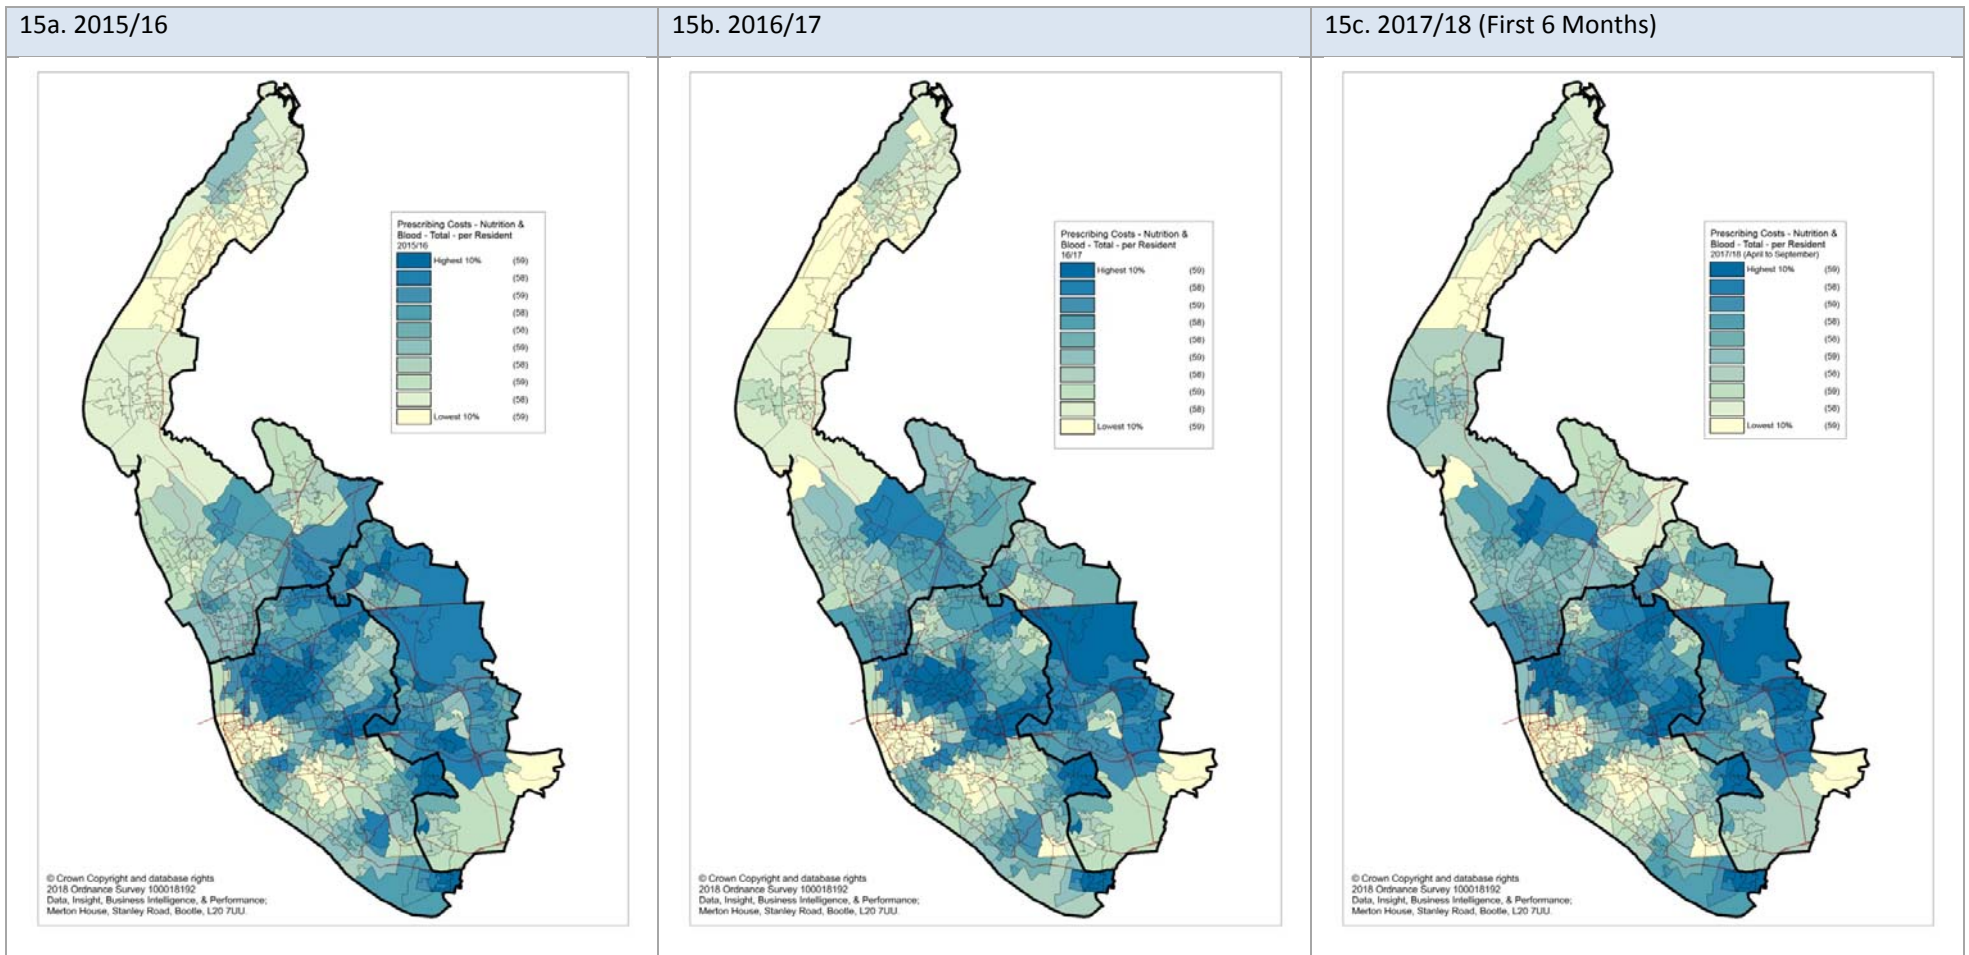 15a. 2015/16
15b. 2016/17
15c. 2017/18 (First 6 Months)
Prescribing Costs - Nutrition &
Blood - Total - per Resident
2015/16
Highest 10% (59)
(58)
(59)
(58)
(58)
(59)
(58)
(59)
(58)
Lowest 10% (59)
© Crown Copyright and database rights
2018 Ordnance Survey 100018192
Data, Insight, Business Intelligence, & Performance;
Merton House, Stanley Road, Bootle, L20 7UU.
Prescribing Costs - Nutrition &
Blood - Total - per Resident
16/17
Highest 10% (59)
(58)
(59)
(58)
(58)
(59)
(58)
(59)
(58)
Lowest 10% (59)
© Crown Copyright and database rights
2018 Ordnance Survey 100018192
Data, Insight, Business Intelligence, & Performance;
Merton House, Stanley Road, Bootle, L20 7UU.
Prescribing Costs - Nutrition &
Blood - Total - per Resident
2017/18 (April to September)
Highest 10% (59)
(58)
(59)
(58)
(58)
(59)
(58)
(59)
(58)
Lowest 10% (59)
© Crown Copyright and database rights
2018 Ordnance Survey 100018192
Data, Insight, Business Intelligence, & Performance;
Merton House, Stanley Road, Bootle, L20 7UU.